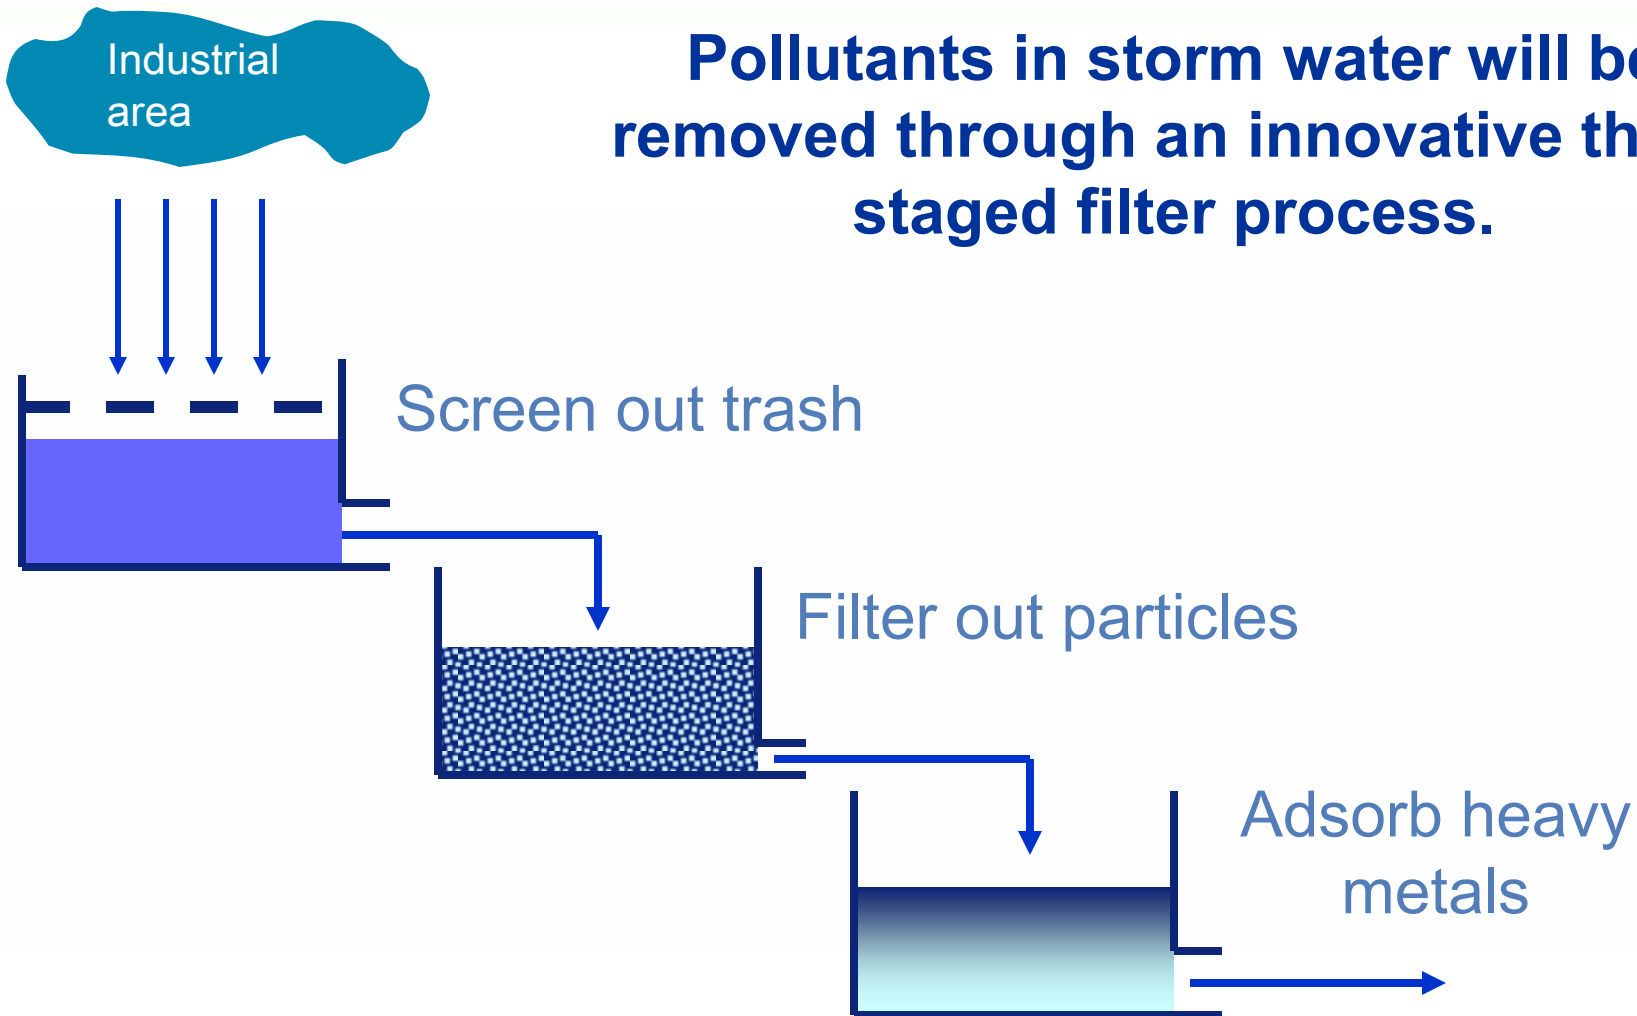 Industrial
area
Pollutants in storm water will be
removed through an innovative th
staged filter process.
Screen out trash
Filter out particles
Adsorb heavy
metals